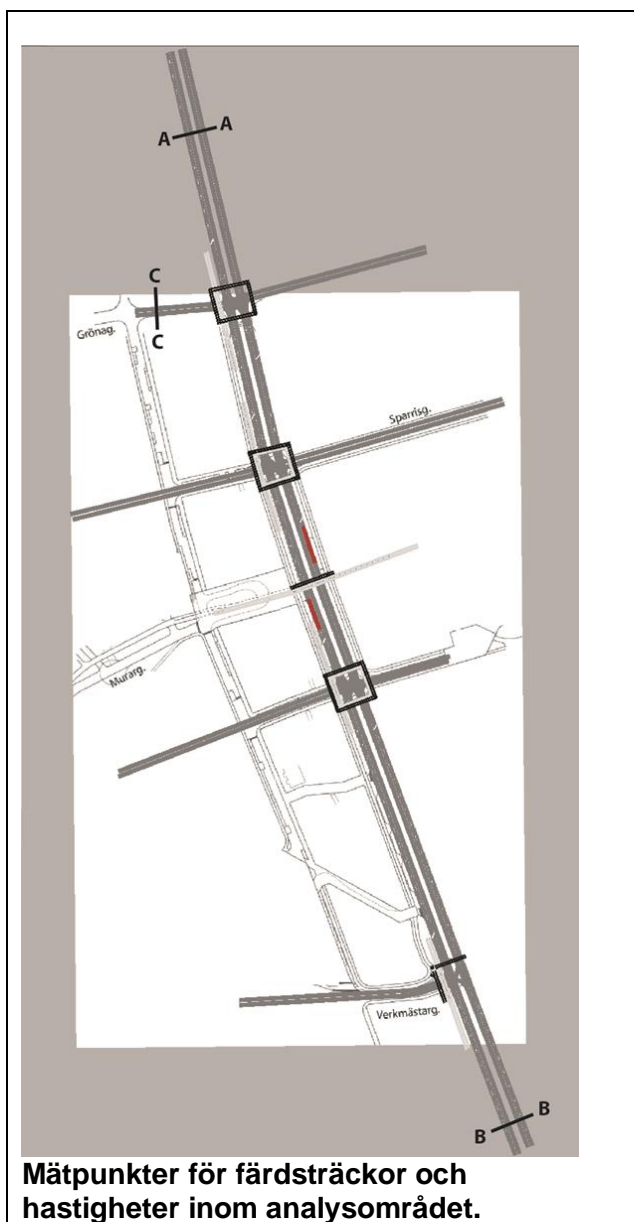 A A
C
C
Grönag.
Sparrisg.
Murarg.
Verkmästarg.
B
B
Mätpunkter för färdsträckor och
hastigheter inom analysområdet.